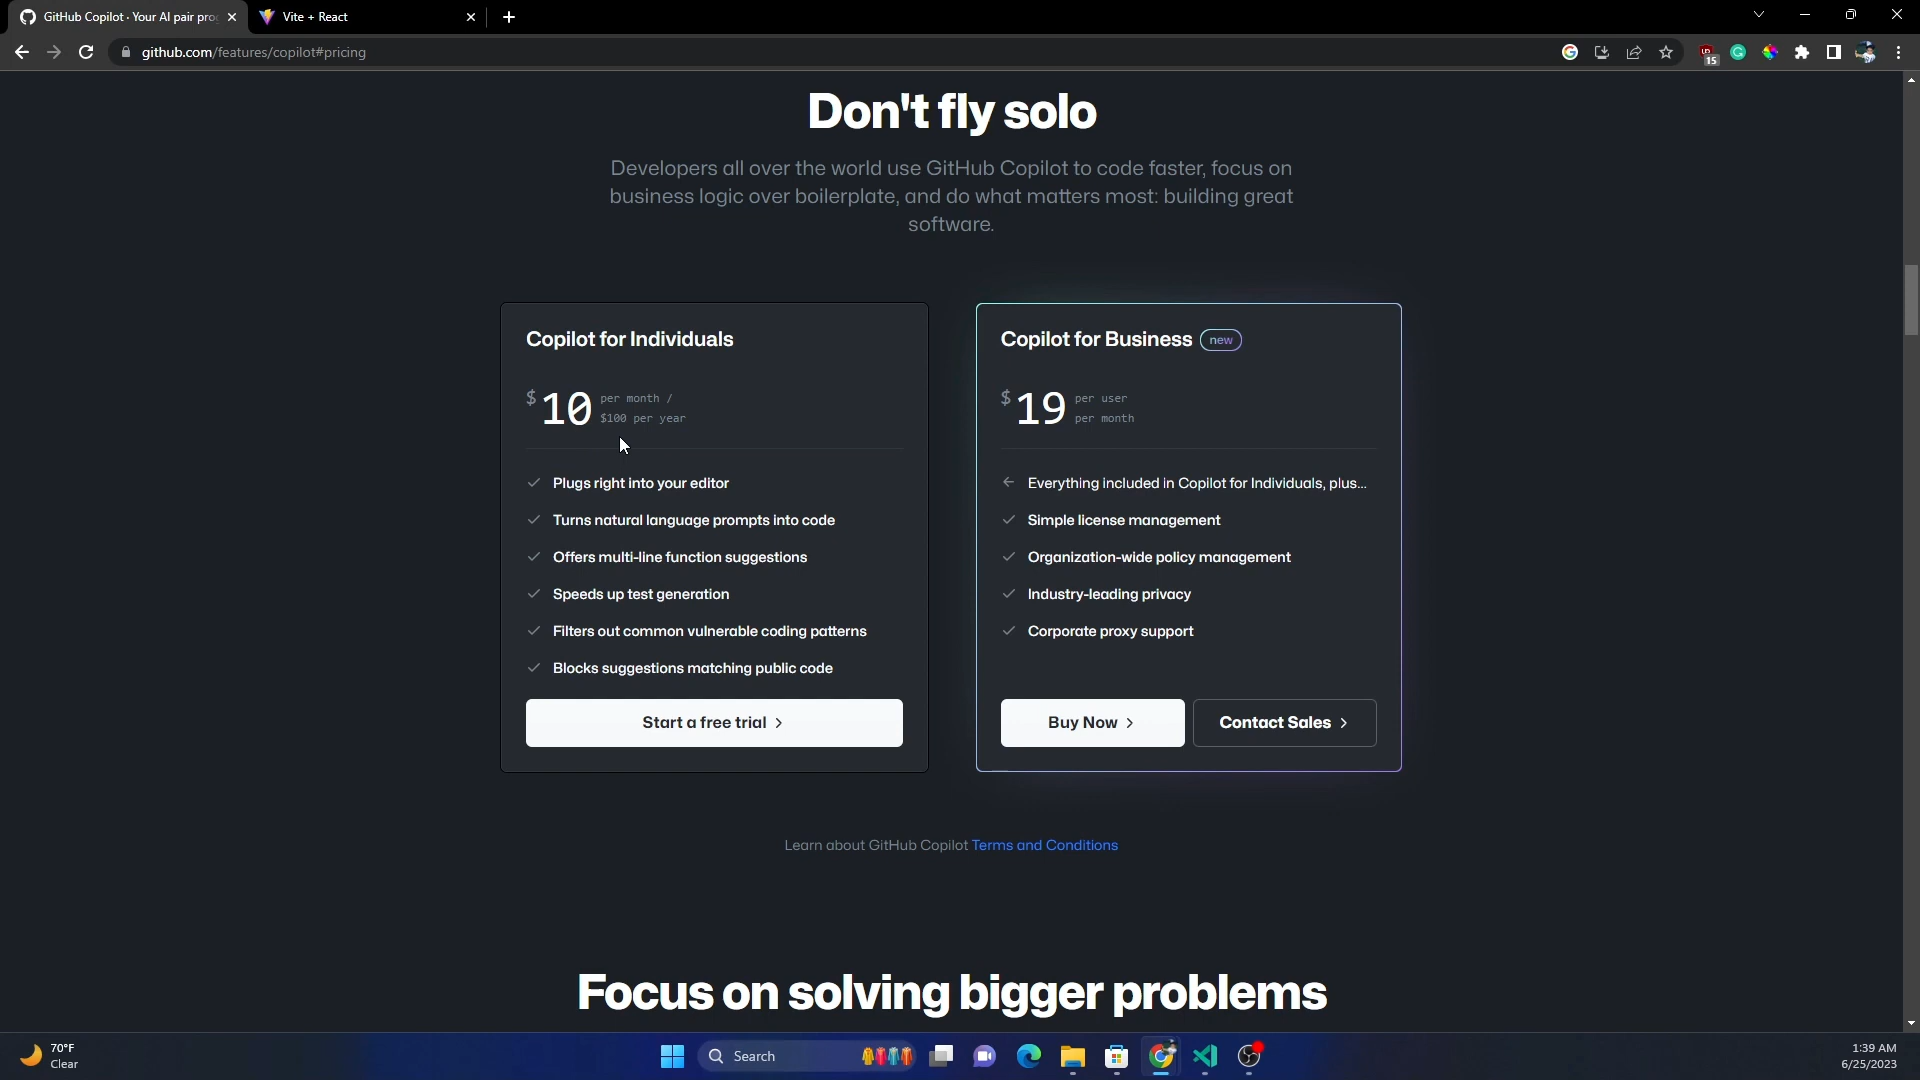 GitHub Copilot · Your AI pair pro
Vite + React
github.com/features/copilot#pricing
15
Don't fly solo
Developers all over the world use GitHub Copilot to code faster, focus on
business logic over boilerplate, and do what matters most: building great
software.
Copilot for Individuals
$10 per month /
$100 per year
Plugs right into your editor
Turns natural language prompts into code
Offers multi-line function suggestions
Speeds up test generation
Filters out common vulnerable coding patterns
Blocks suggestions matching public code
Start a free trial
Copilot for Business new
$19 per user
per month
Everything included in Copilot for Individuals, plus...
Simple license management
Organization-wide policy management
Industry-leading privacy
Corporate proxy support
Buy Now
Contact Sales
Learn about GitHub Copilot Terms and Conditions
Focus on solving bigger problems
70°F
Clear
Search
1:39 AM
6/25/2023